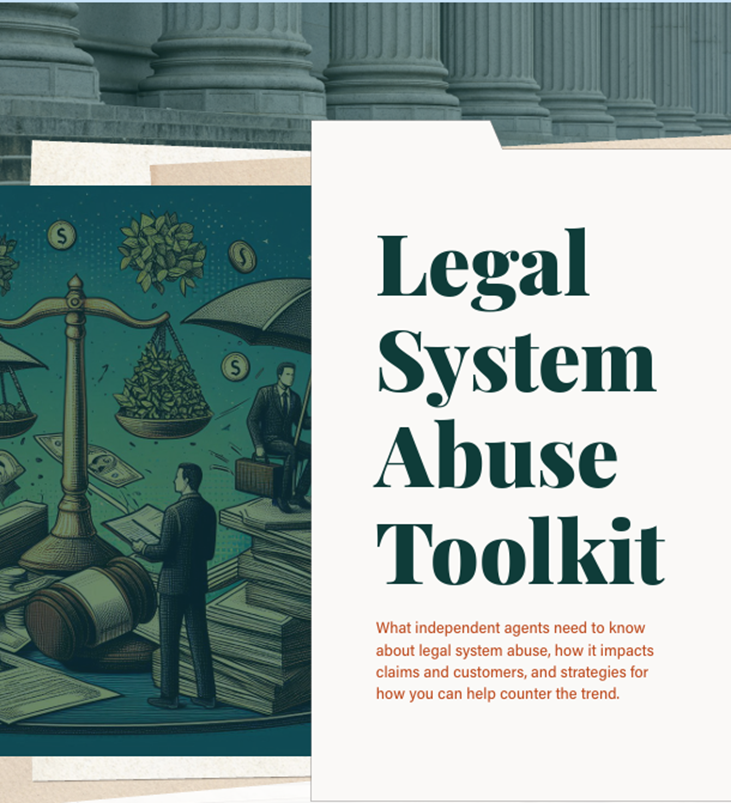 $
$
$
Legal
System
Abuse
Toolkit
What independent agents need to know
about legal system abuse, how it impacts
claims and customers, and strategies for
how you can help counter the trend.